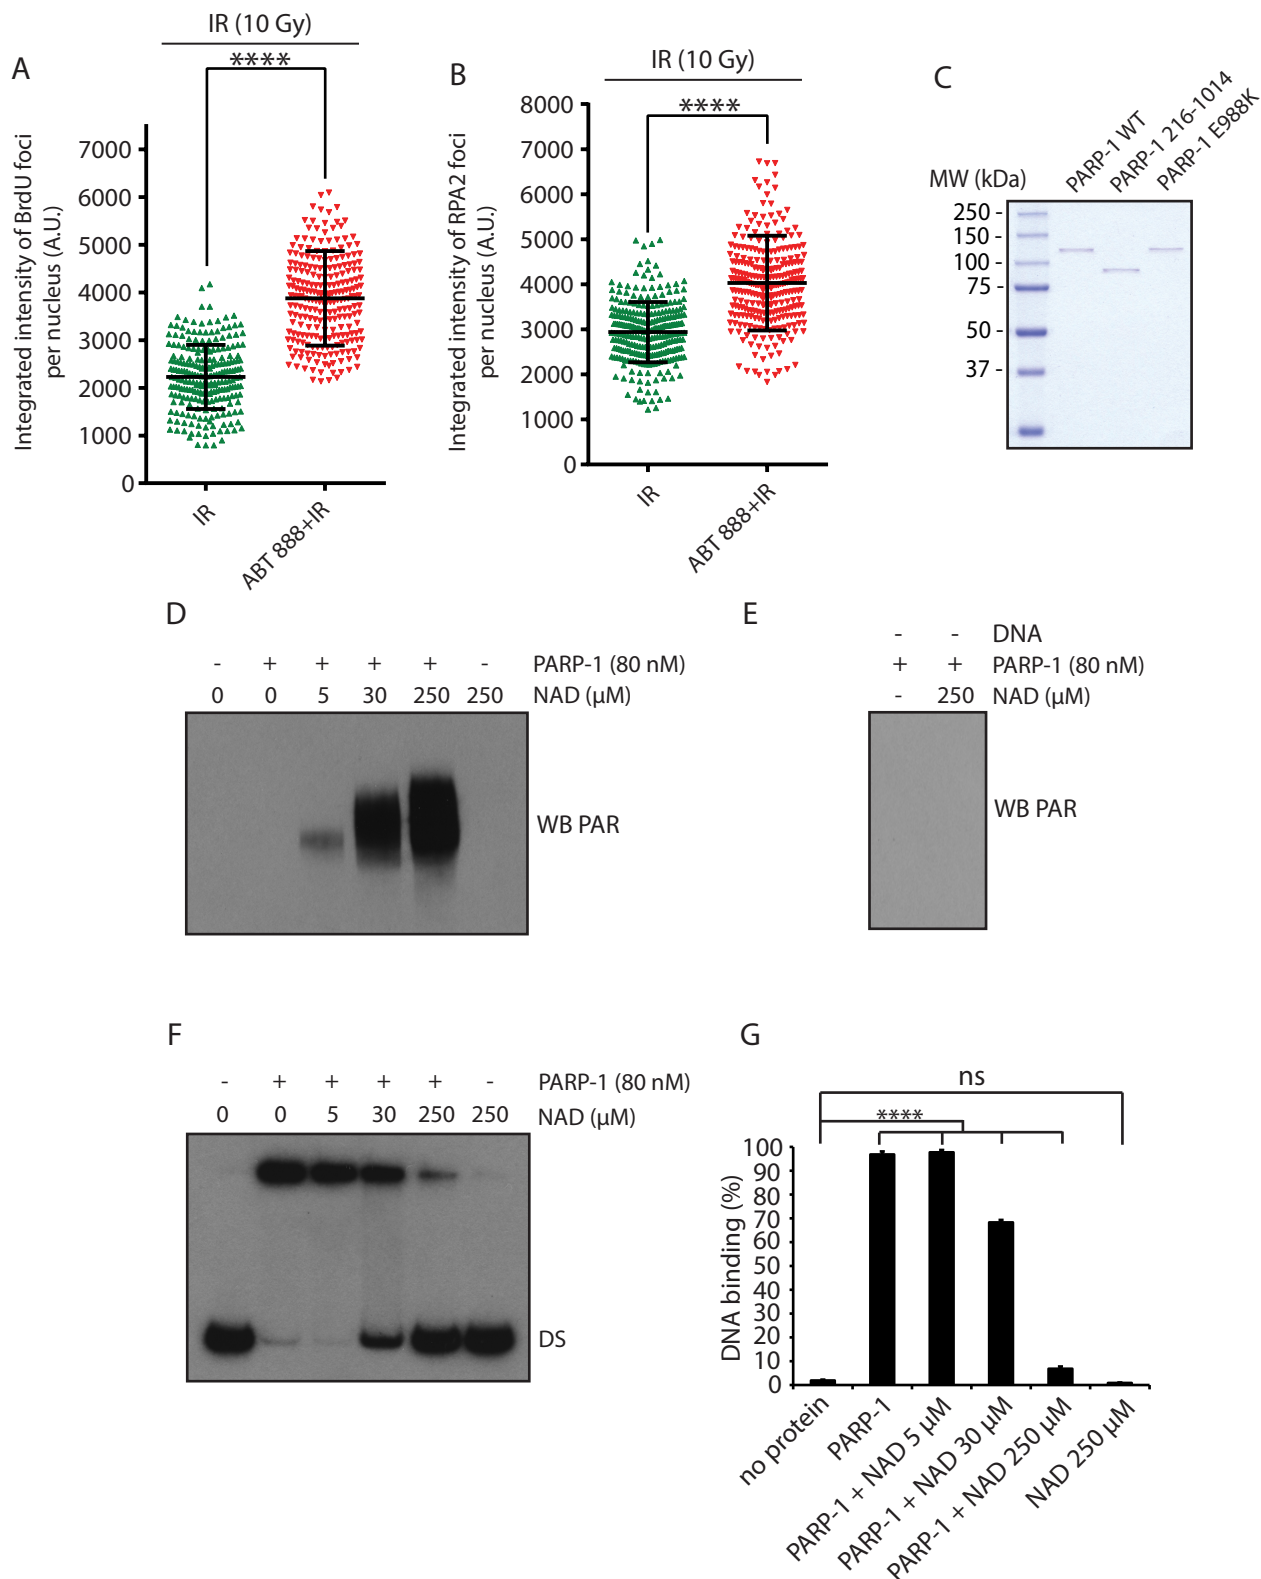 A
IR (10 Gy)
****
Integrated intensity of BrdU foci
per nucleus (A.U.)
7000
6000
5000
4000
3000
2000
1000
0
IR
ABT 888+IR
B
IR (10 Gy)
****
Integrated intensity of RPA2 foci
per nucleus (A.U.)
8000
7000
6000
5000
4000
3000
2000
1000
0
IR
ABT 888+IR
C
PARP-1 WT
PARP-1 216-1014
PARP-1 E988K
MW (kDa)
250 -
150 -
100 -
75 -
50 -
37 -
D
- + + + + - PARP-1 (80 nM)
0 0 5 30 250 250 NAD (µM)
WB PAR
E
- - DNA
+ + PARP-1 (80 nM)
- 250 NAD (µM)
WB PAR
F
- + + + + - PARP-1 (80 nM)
0 0 5 30 250 250 NAD (µM)
DS
G
ns
****
DNA binding (%)
100
90
80
70
60
50
40
30
20
10
0
no protein
PARP-1
PARP-1 + NAD 5 µM
PARP-1 + NAD 30 µM
PARP-1 + NAD 250 µM
NAD 250 µM